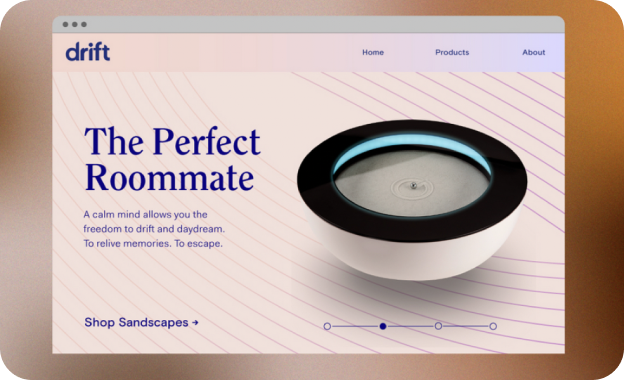 drift
Home Products About
The Perfect
Roommate
A calm mind allows you the
freedom to drift and daydream.
To relive memories. To escape.
Shop Sandscapes →